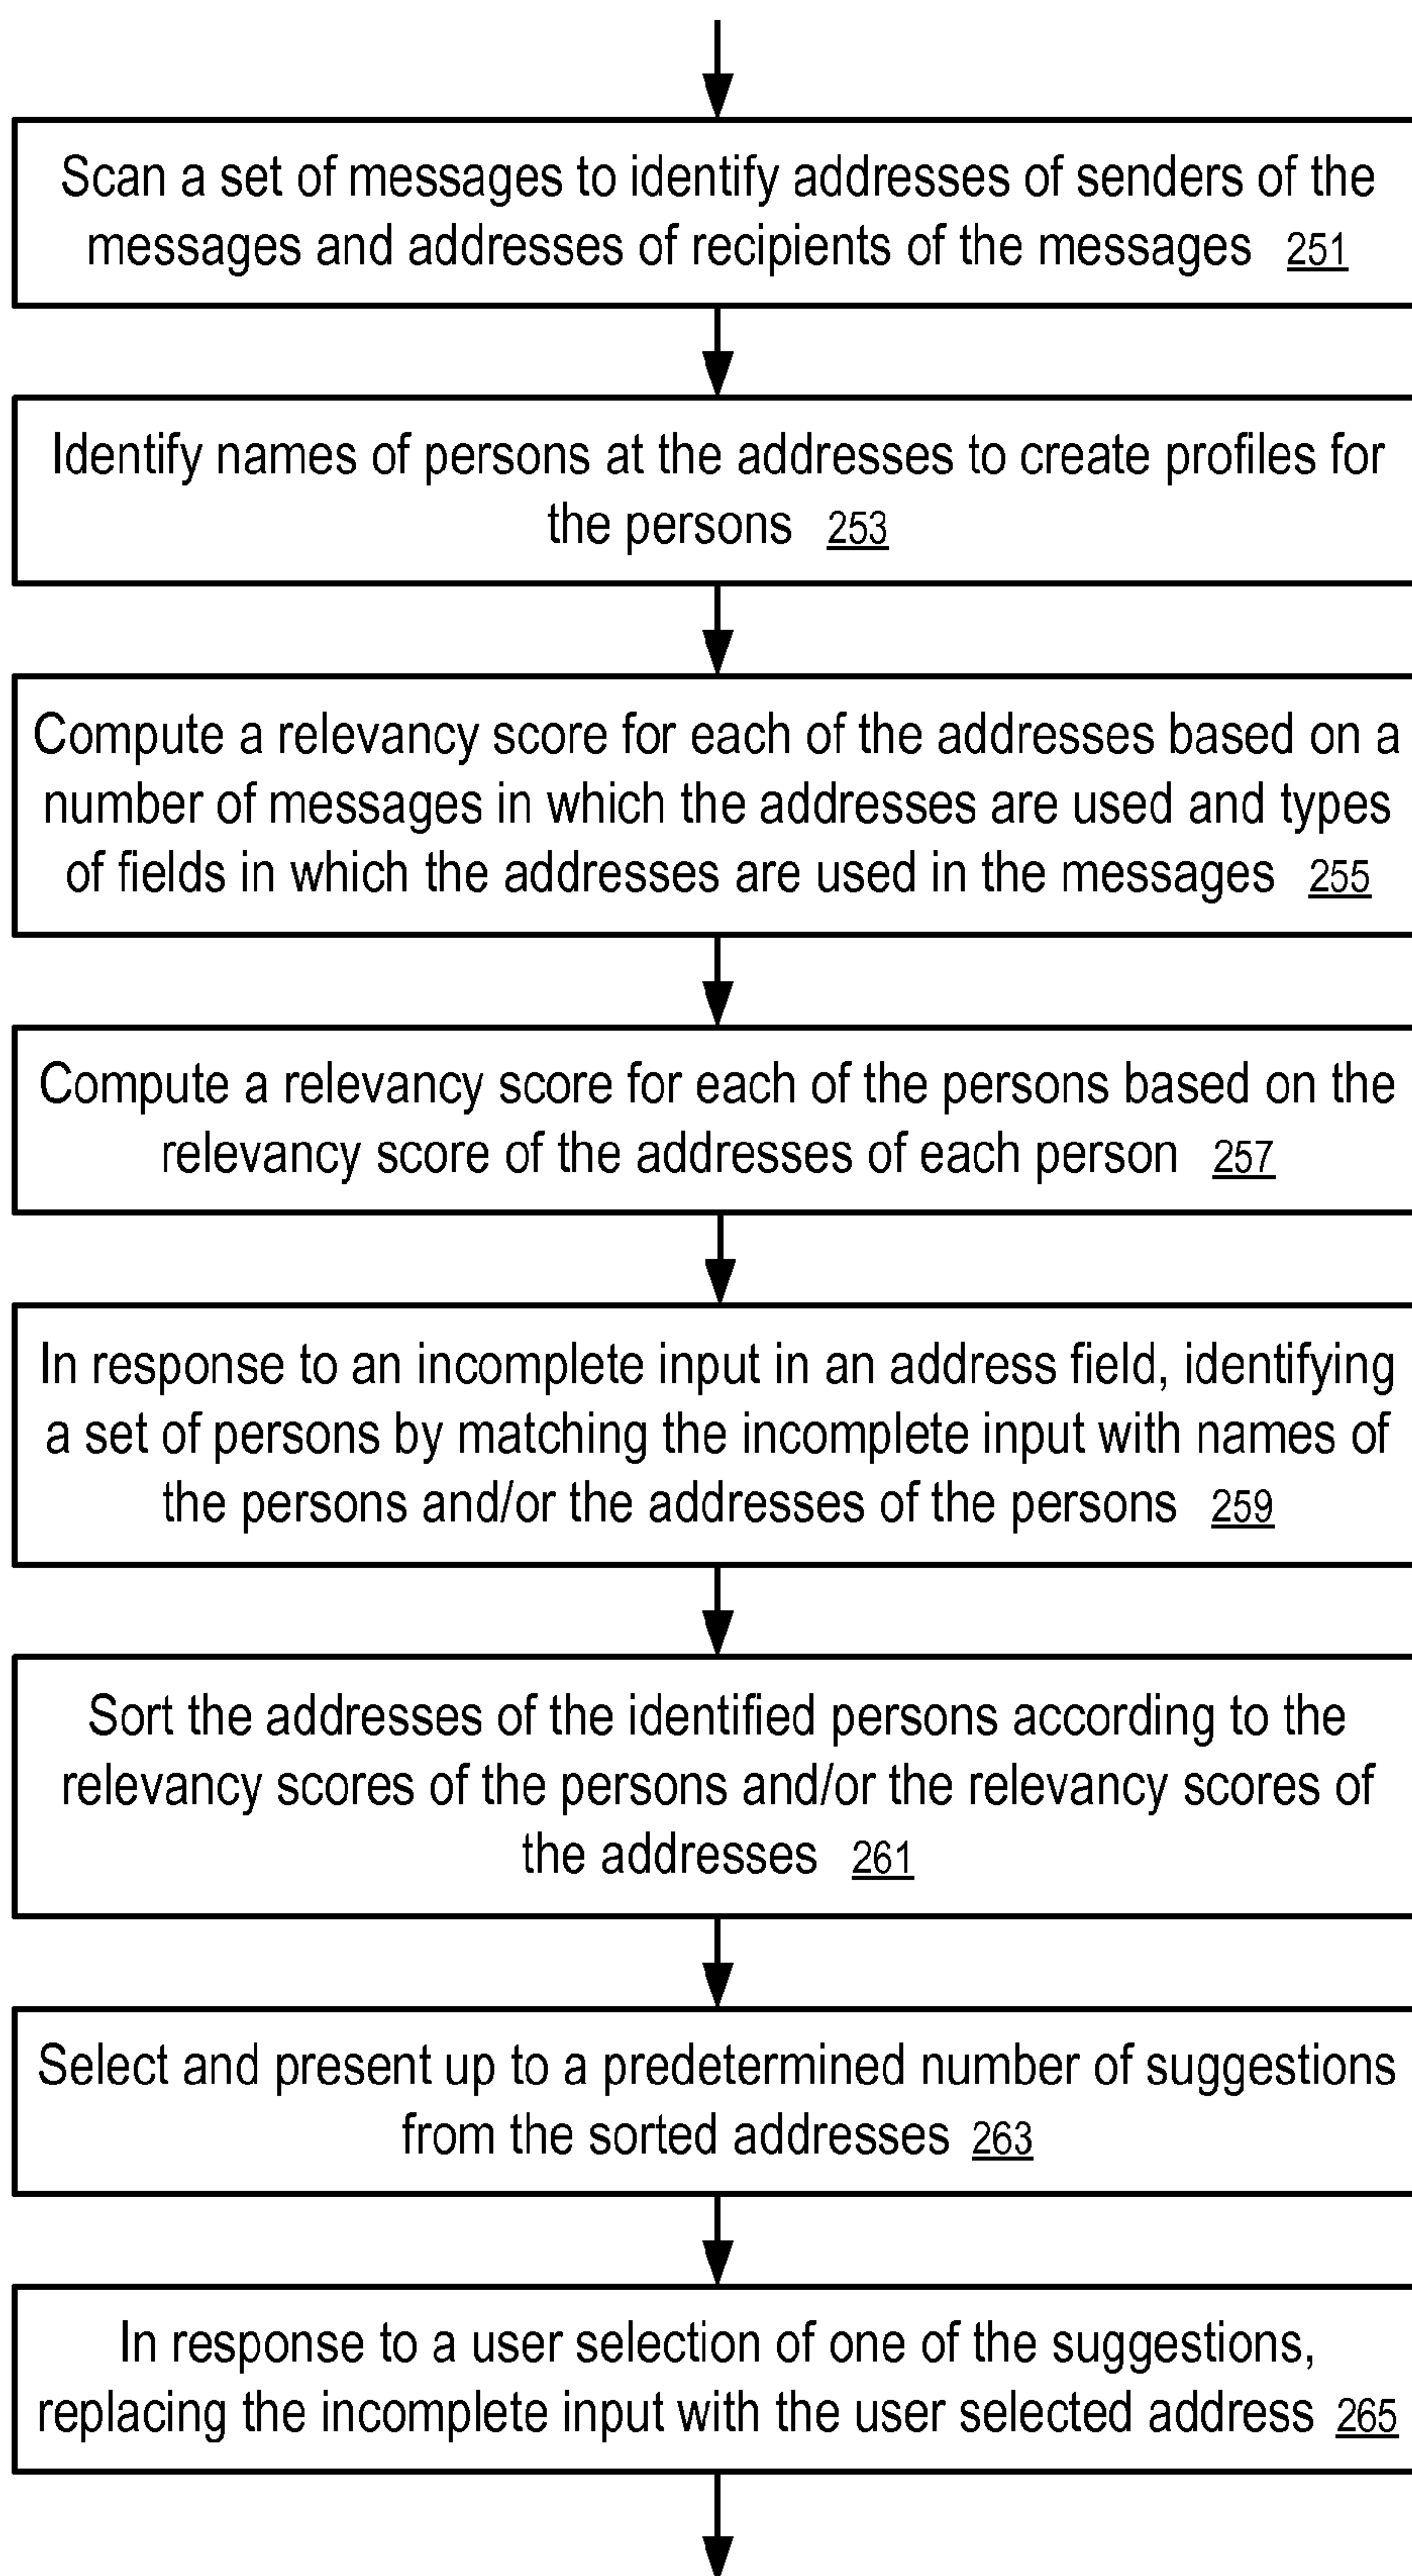 Scan a set of messages to identify addresses of senders of the
messages and addresses of recipients of the messages 251
Identify names of persons at the addresses to create profiles for
the persons 253
Compute a relevancy score for each of the addresses based on a
number of messages in which the addresses are used and types
of fields in which the addresses are used in the messages 255
Compute a relevancy score for each of the persons based on the
relevancy score of the addresses of each person 257
In response to an incomplete input in an address field, identifying
a set of persons by matching the incomplete input with names of
the persons and/or the addresses of the persons 259
Sort the addresses of the identified persons according to the
relevancy scores of the persons and/or the relevancy scores of
the addresses 261
Select and present up to a predetermined number of suggestions
from the sorted addresses 263
In response to a user selection of one of the suggestions,
replacing the incomplete input with the user selected address 265